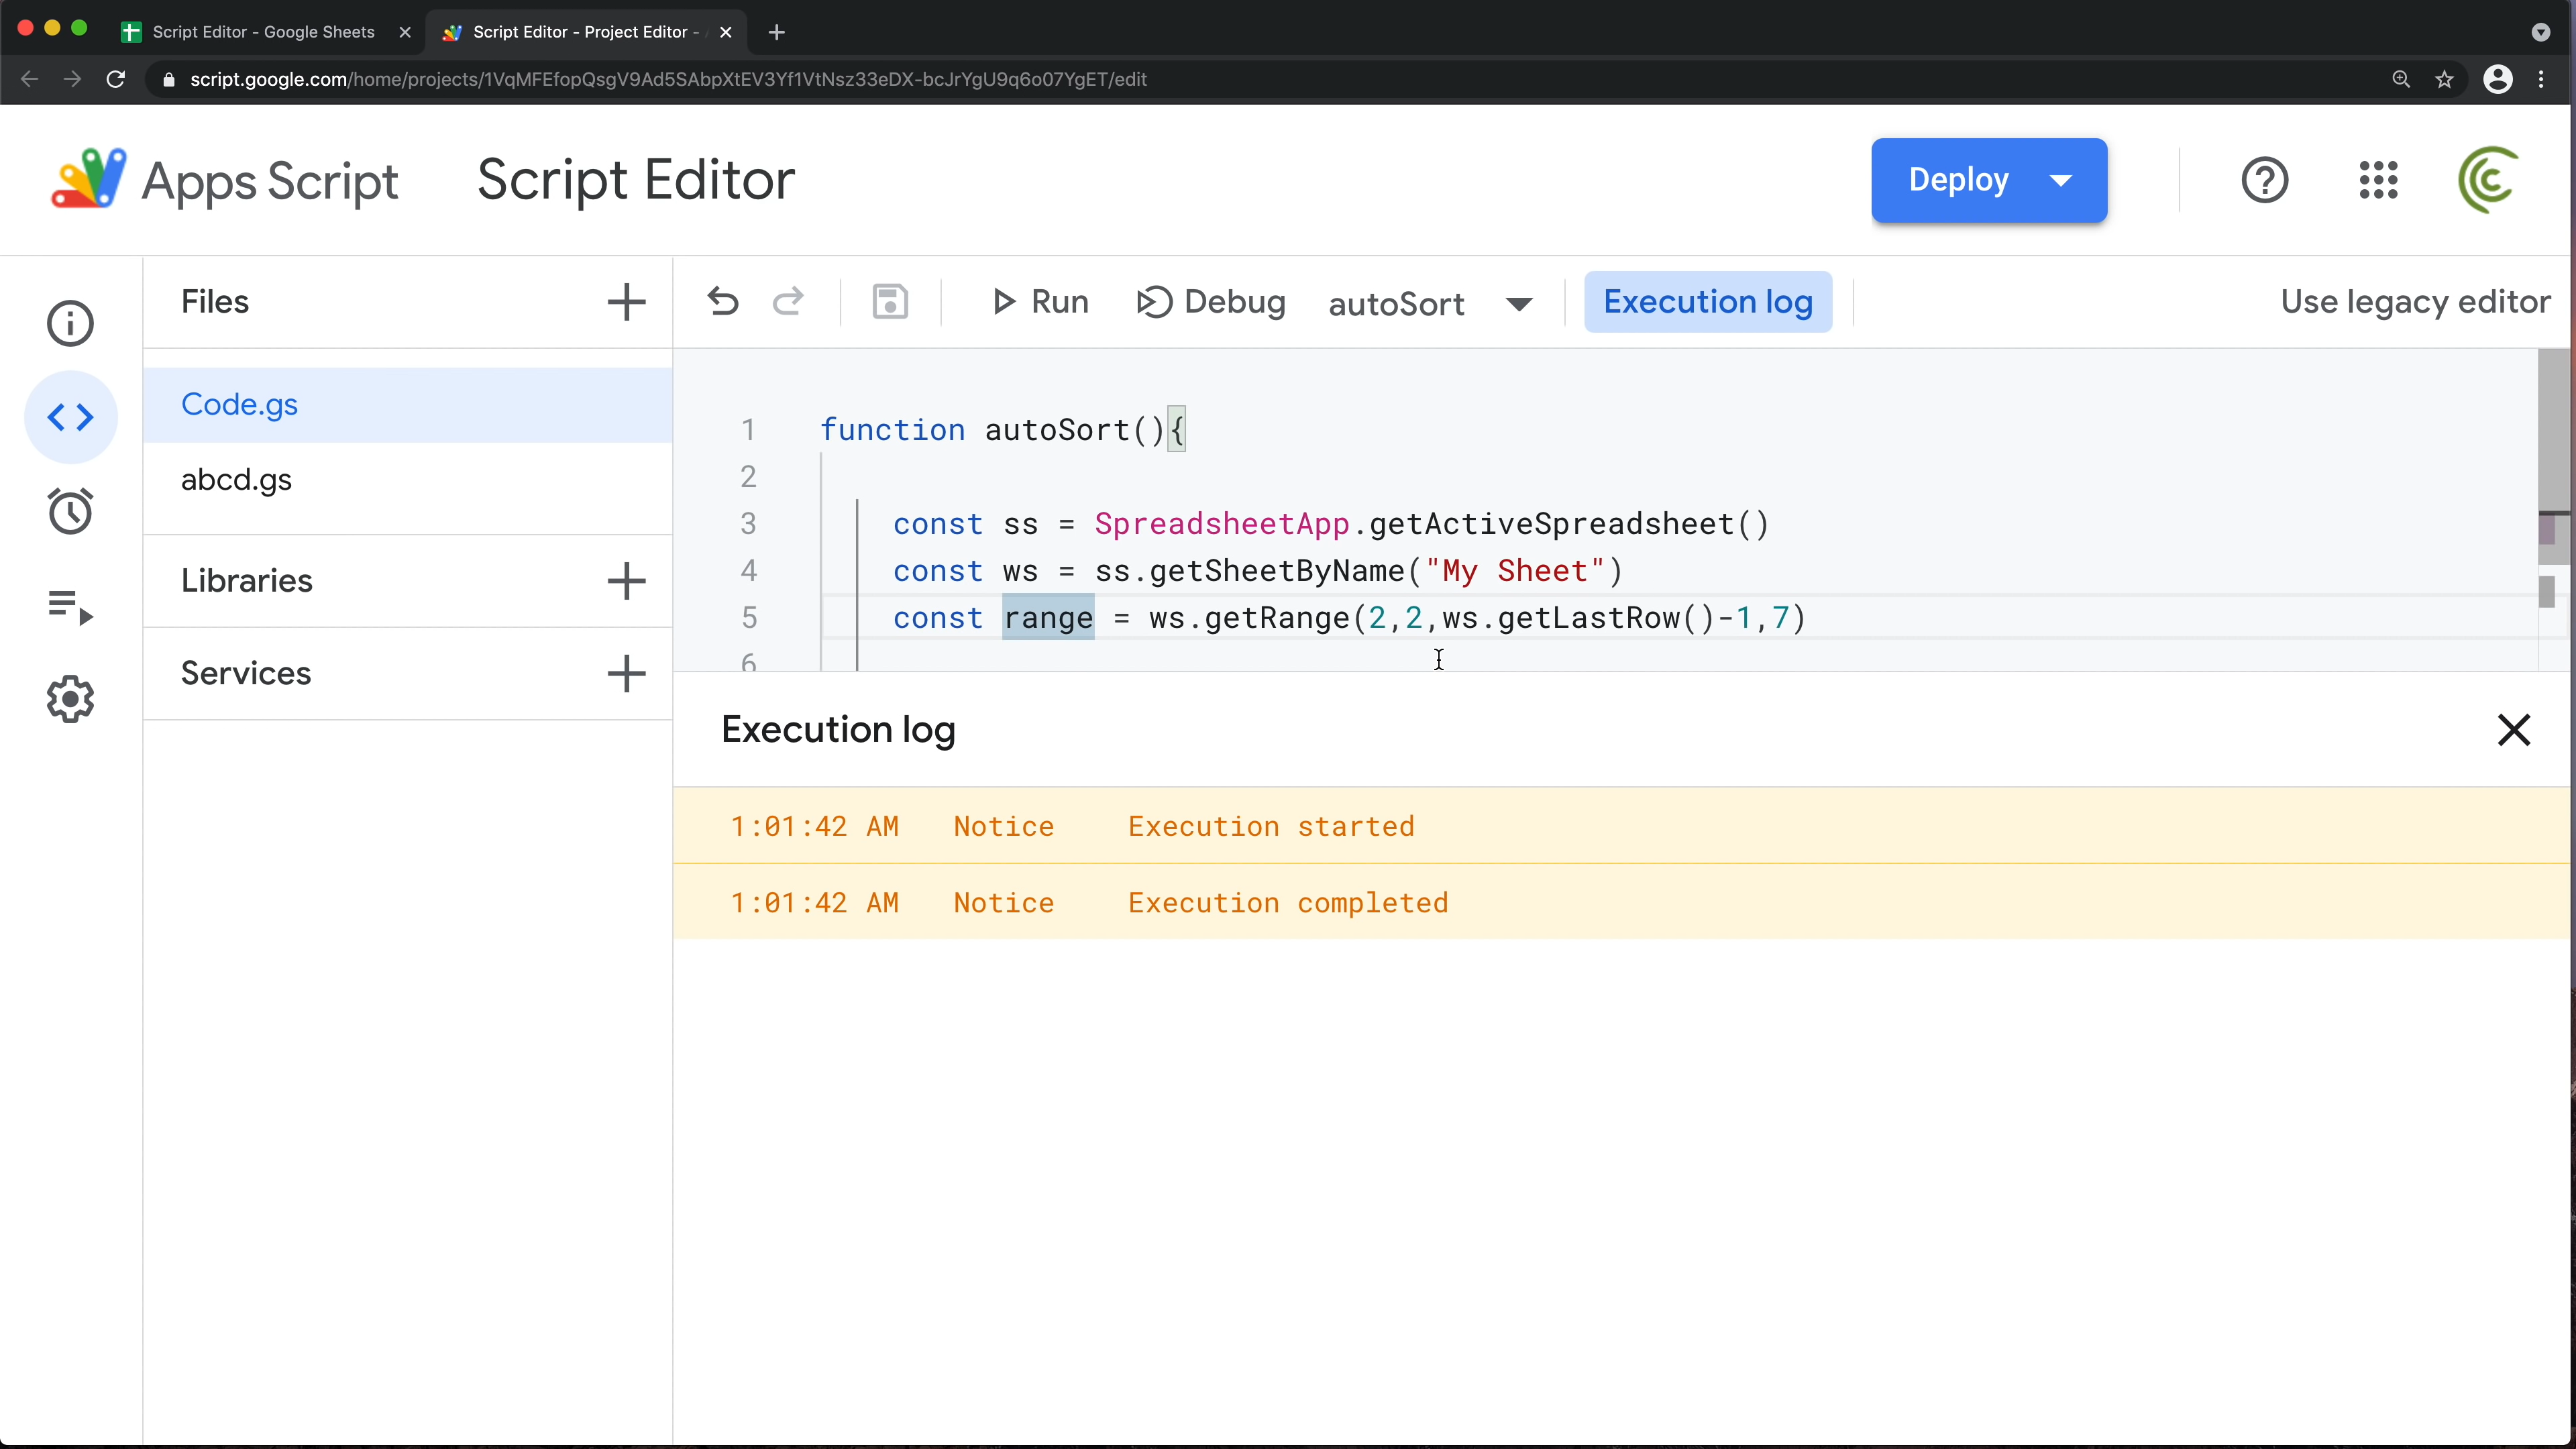 Script Editor - Google Sheets
Script Editor - Project Editor -
script.google.com/home/projects/1VqMFEfopQsgV9Ad5SAbpXtEV3Yf1VtNsz33eDX-bcJrYgU9q6o07YgET/edit
Apps Script
Script Editor
Deploy
Files
Run
Debug
autoSort
Execution log
Use legacy editor
Code.gs
abcd.gs
Libraries
Services
1 function autoSort(){
2
3 const ss = SpreadsheetApp.getActiveSpreadsheet()
4 const ws = ss.getSheetByName("My Sheet")
5 const range = ws.getRange(2,2,ws.getLastRow()-1,7)
6
Execution log
1:01:42 AM Notice Execution started
1:01:42 AM Notice Execution completed